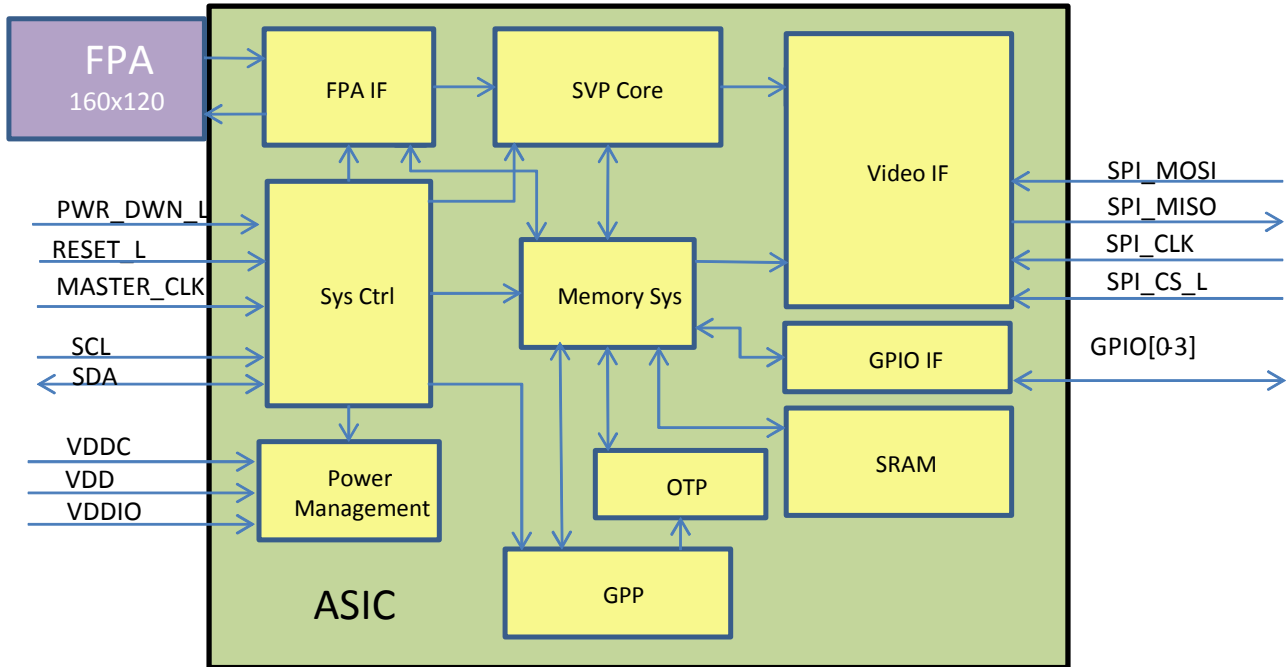 FPA
160x120
FPA IF
SVP Core
Video IF
SPI_MOSI
SPI_MISO
SPI_CLK
SPI_CS_L
PWR_DWN_L
RESET_L
MASTER_CLK
Sys Ctrl
Memory Sys
SCL
SDA
GPIO IF
GPIO[0-3]
VDDC
VDD
VDDIO
Power
Management
OTP
SRAM
GPP
ASIC